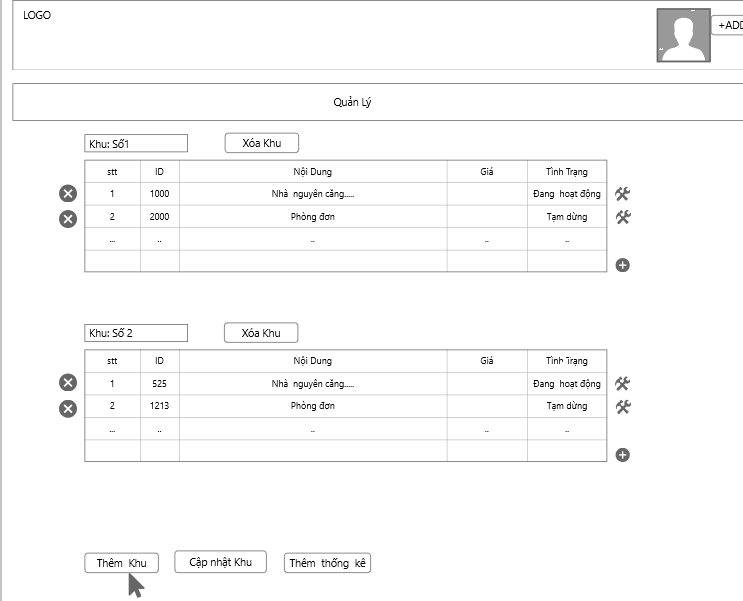 LOGO
+ADD
Quản Lý
Khu: Số1 Xóa Khu
stt ID Nội Dung Giá Tình Trạng
1 1000 Nhà nguyên căng..... Đang hoạt động
2 2000 Phòng đơn Tạm dừng
... .. .. .. ..
Khu: Số 2 Xóa Khu
stt ID Nội Dung Giá Tình Trạng
1 525 Nhà nguyên căng..... Đang hoạt động
2 1213 Phòng đơn Tạm dừng
... .. .. .. ..
Thêm Khu Cập nhật Khu Thêm thống kê